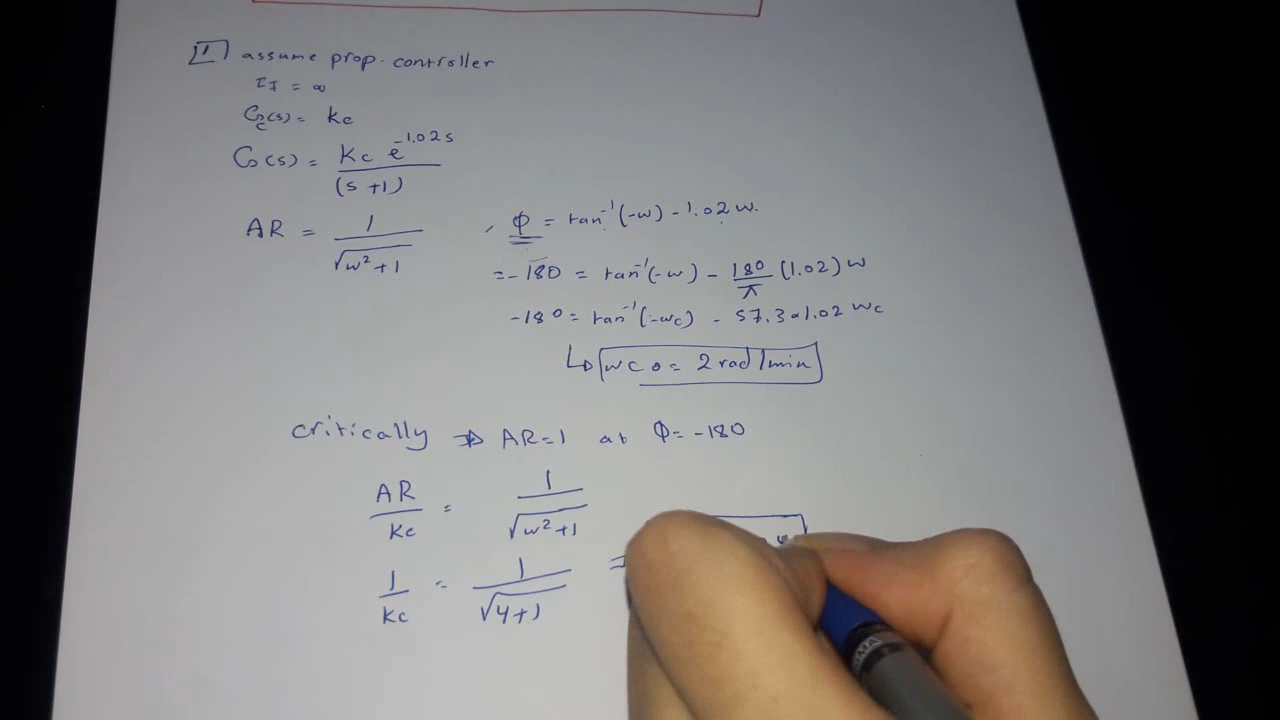 1 assume prop. controller
τI = ∞
Gc(s) = kc
G(s) = Kc e^-1.02s / (s+1)
AR = 1 / √w²+1 , φ = tan⁻¹(-w) - 1.02 w.
= -180 = tan⁻¹(-w) - 180/π (1.02) w
-180 = tan⁻¹(-wc) - 57.3 * 1.02 wc
↳ wco = 2 rad/min
critically ⇒ AR=1 at φ= -180
AR/Kc = 1 / √w²+1
1/Kc = 1 / √4+1 ⇒
SIGMA